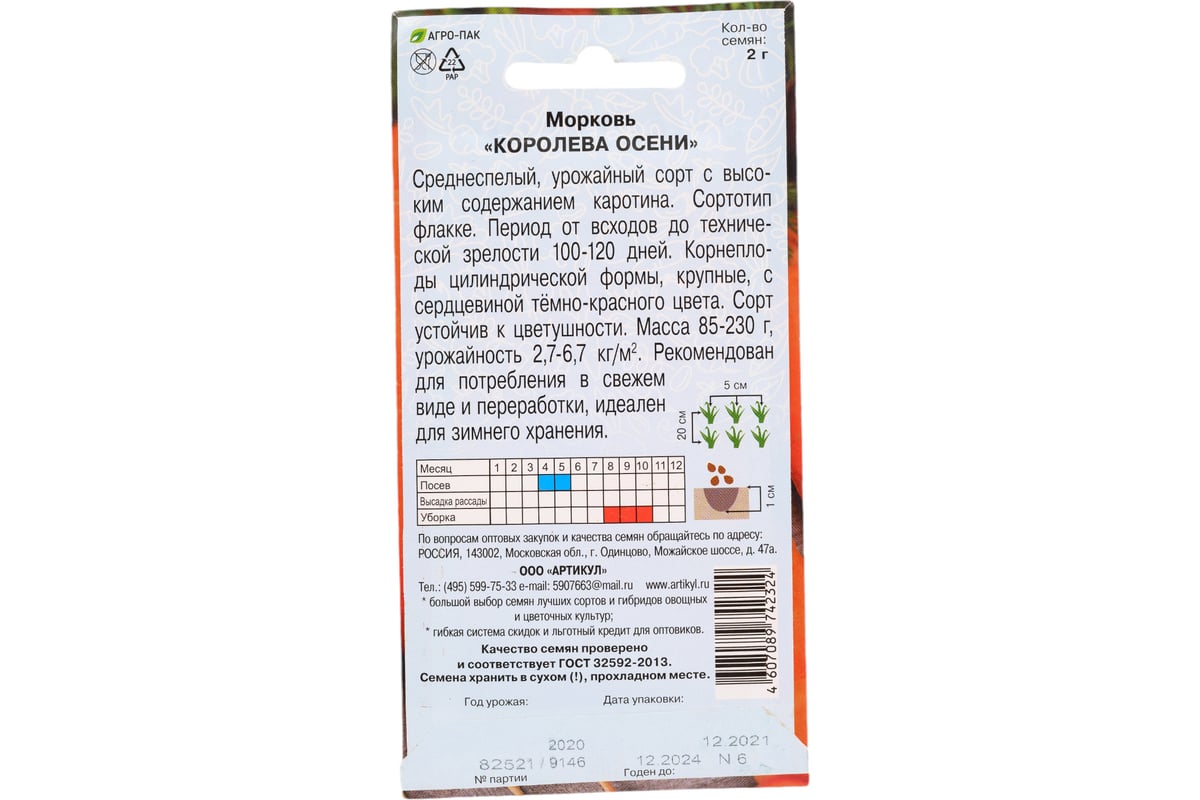 АГРО-ПАК
Кол-во
семян:
2 г
22
PAP
Морковь
«КОРОЛЕВА ОСЕНИ»
Среднеспелый, урожайный сорт с высо-
ким содержанием каротина. Сортотип
флакке. Период от всходов до техниче-
ской зрелости 100-120 дней. Корнепло-
ды цилиндрической формы, крупные, с
сердцевиной тёмно-красного цвета. Сорт
устойчив к цветушности. Масса 85-230 г,
урожайность 2,7-6,7 кг/м². Рекомендован
для потребления в свежем
виде и переработки, идеален
для зимнего хранения.
5 см
20 см
Месяц 1 2 3 4 5 6 7 8 9 10 11 12
Посев
Высадка рассады
Уборка
1 см
По вопросам оптовых закупок и качества семян обращайтесь по адресу:
РОССИЯ, 143002, Московская обл., г. Одинцово, Можайское шоссе, д. 47а.
ООО «АРТИКУЛ»
Тел.: (495) 599-75-33 e-mail: 5907663@mail.ru www.artikyl.ru
* большой выбор семян лучших сортов и гибридов овощных
и цветочных культур;
* гибкая система скидок и льготный кредит для оптовиков.
Качество семян проверено
и соответствует ГОСТ 32592-2013.
Семена хранить в сухом (!), прохладном месте.
4 607089 742324
Год урожая: Дата упаковки:
2020 12.2021
82521 / 9146 12.2024 N 6
№ партии Годен до: